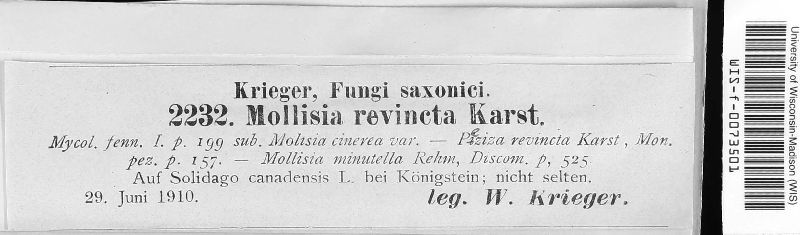 Krieger, Fungi saxonici.
2232. Mollisia revincta Karst.
Mycol. fenn. I. p. 199 sub. Molisia cinerea var. — Peziza revincta Karst, Mon.
pez. p. 157. — Mollisia minutella Rehm, Discom. p, 525
Auf Solidago canadensis L. bei Königstein; nicht selten.
29. Juni 1910. leg. W. Krieger.
University of Wisconsin-Madison (WIS)
WIS-f-0073501